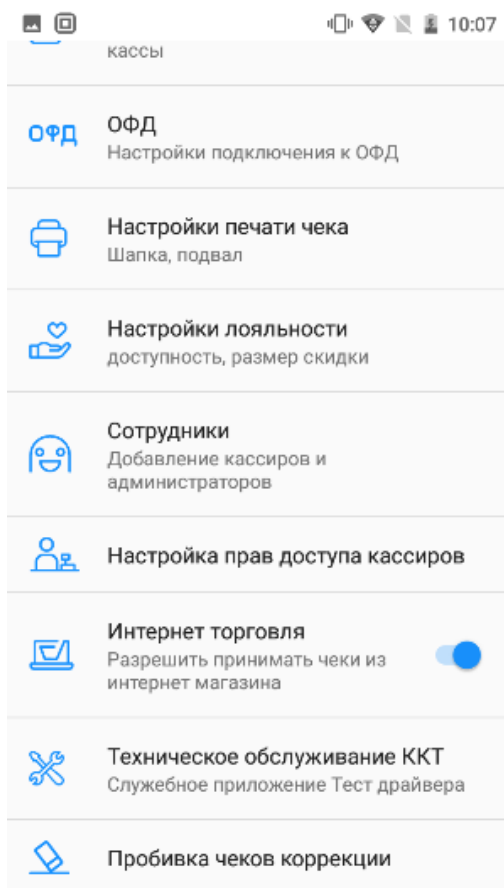 10:07
кассы
ОФД
ОФД
Настройки подключения к ОФД
Настройки печати чека
Шапка, подвал
Настройки лояльности
доступность, размер скидки
Сотрудники
Добавление кассиров и
администраторов
Настройка прав доступа кассиров
Интернет торговля
Разрешить принимать чеки из
интернет магазина
Техническое обслуживание ККТ
Служебное приложение Тест драйвера
Пробивка чеков коррекции